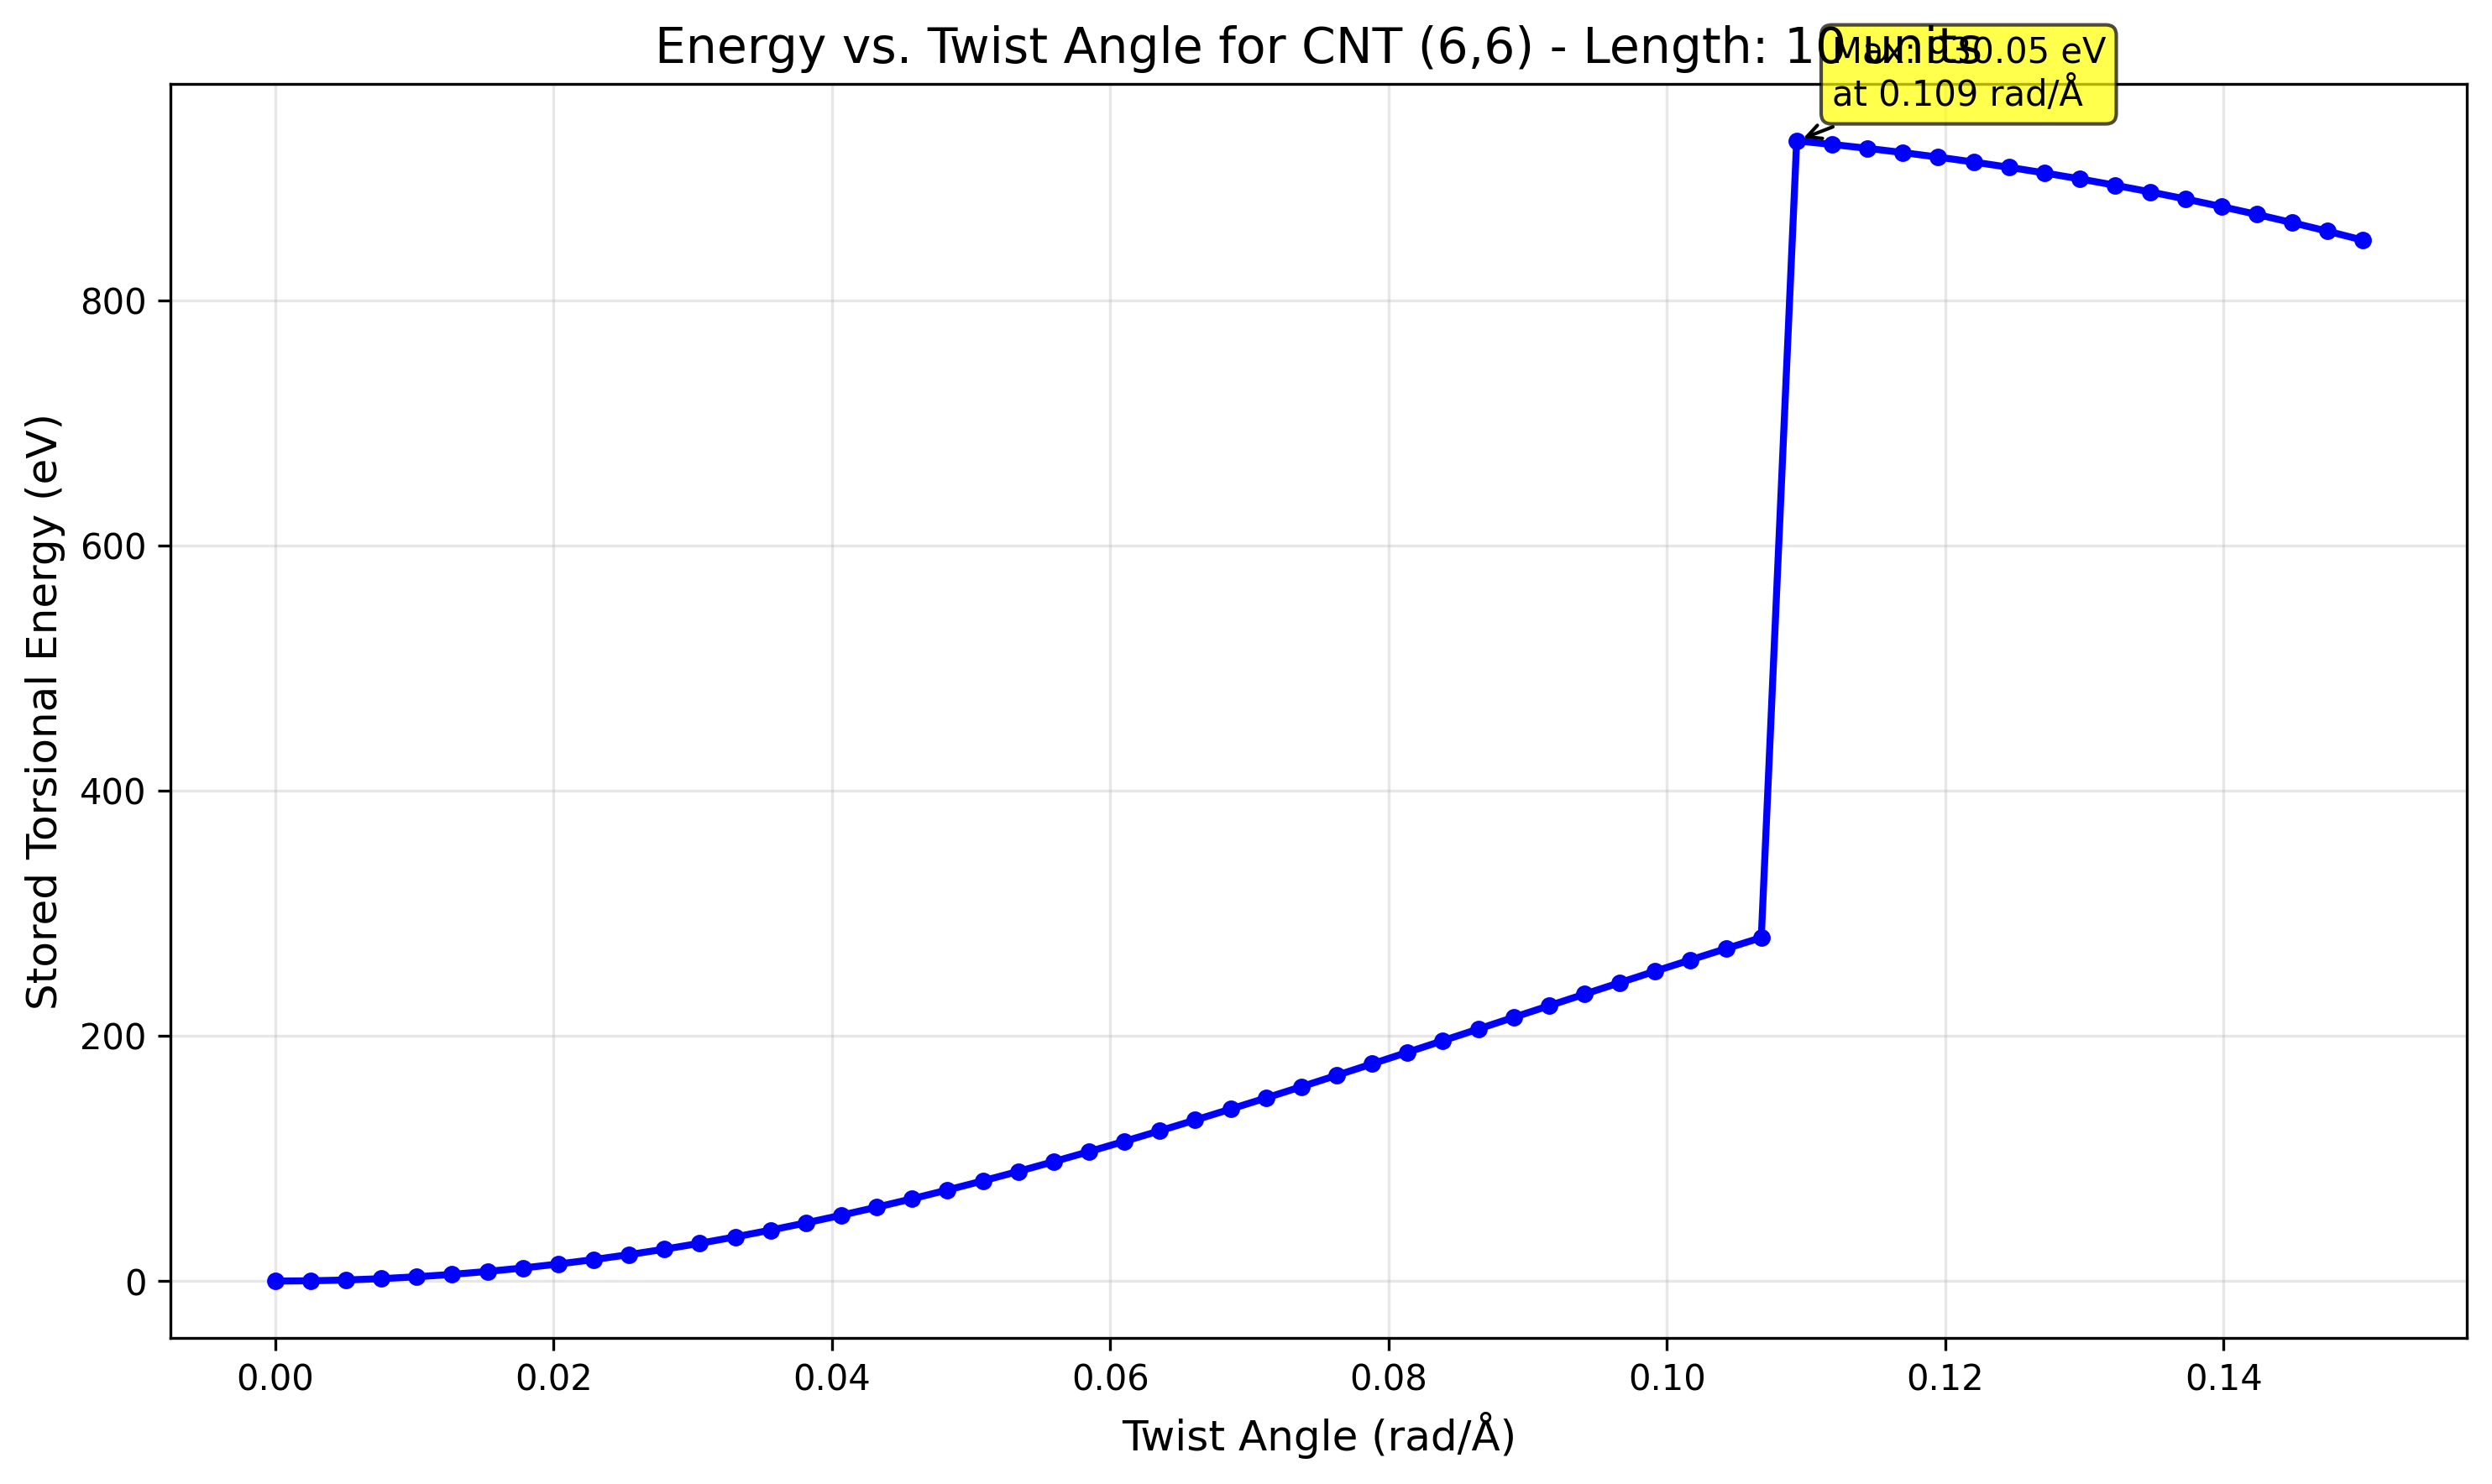 Energy vs. Twist Angle for CNT (6,6) - Length: 10 units
Max: 930.05 eV
at 0.109 rad/Å
Stored Torsional Energy (eV)
800
600
400
200
0
0.00 0.02 0.04 0.06 0.08 0.10 0.12 0.14
Twist Angle (rad/Å)